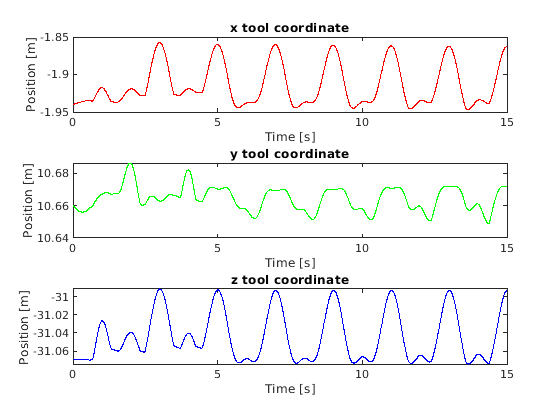 x tool coordinate
Position [m]
-1.85
-1.9
-1.95
0 5 10 15
Time [s]
y tool coordinate
Position [m]
10.68
10.66
10.64
0 5 10 15
Time [s]
z tool coordinate
Position [m]
-31
-31.02
-31.04
-31.06
0 5 10 15
Time [s]